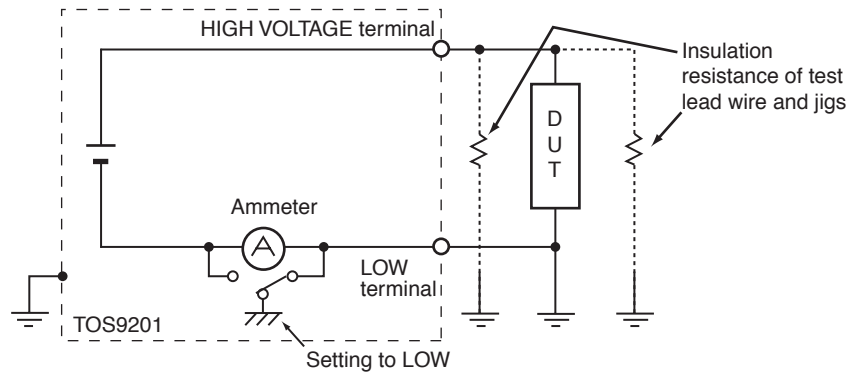 HIGH VOLTAGE terminal
Insulation
resistance of test
lead wire and jigs
D
U
T
Ammeter
A
LOW
terminal
TOS9201
Setting to LOW